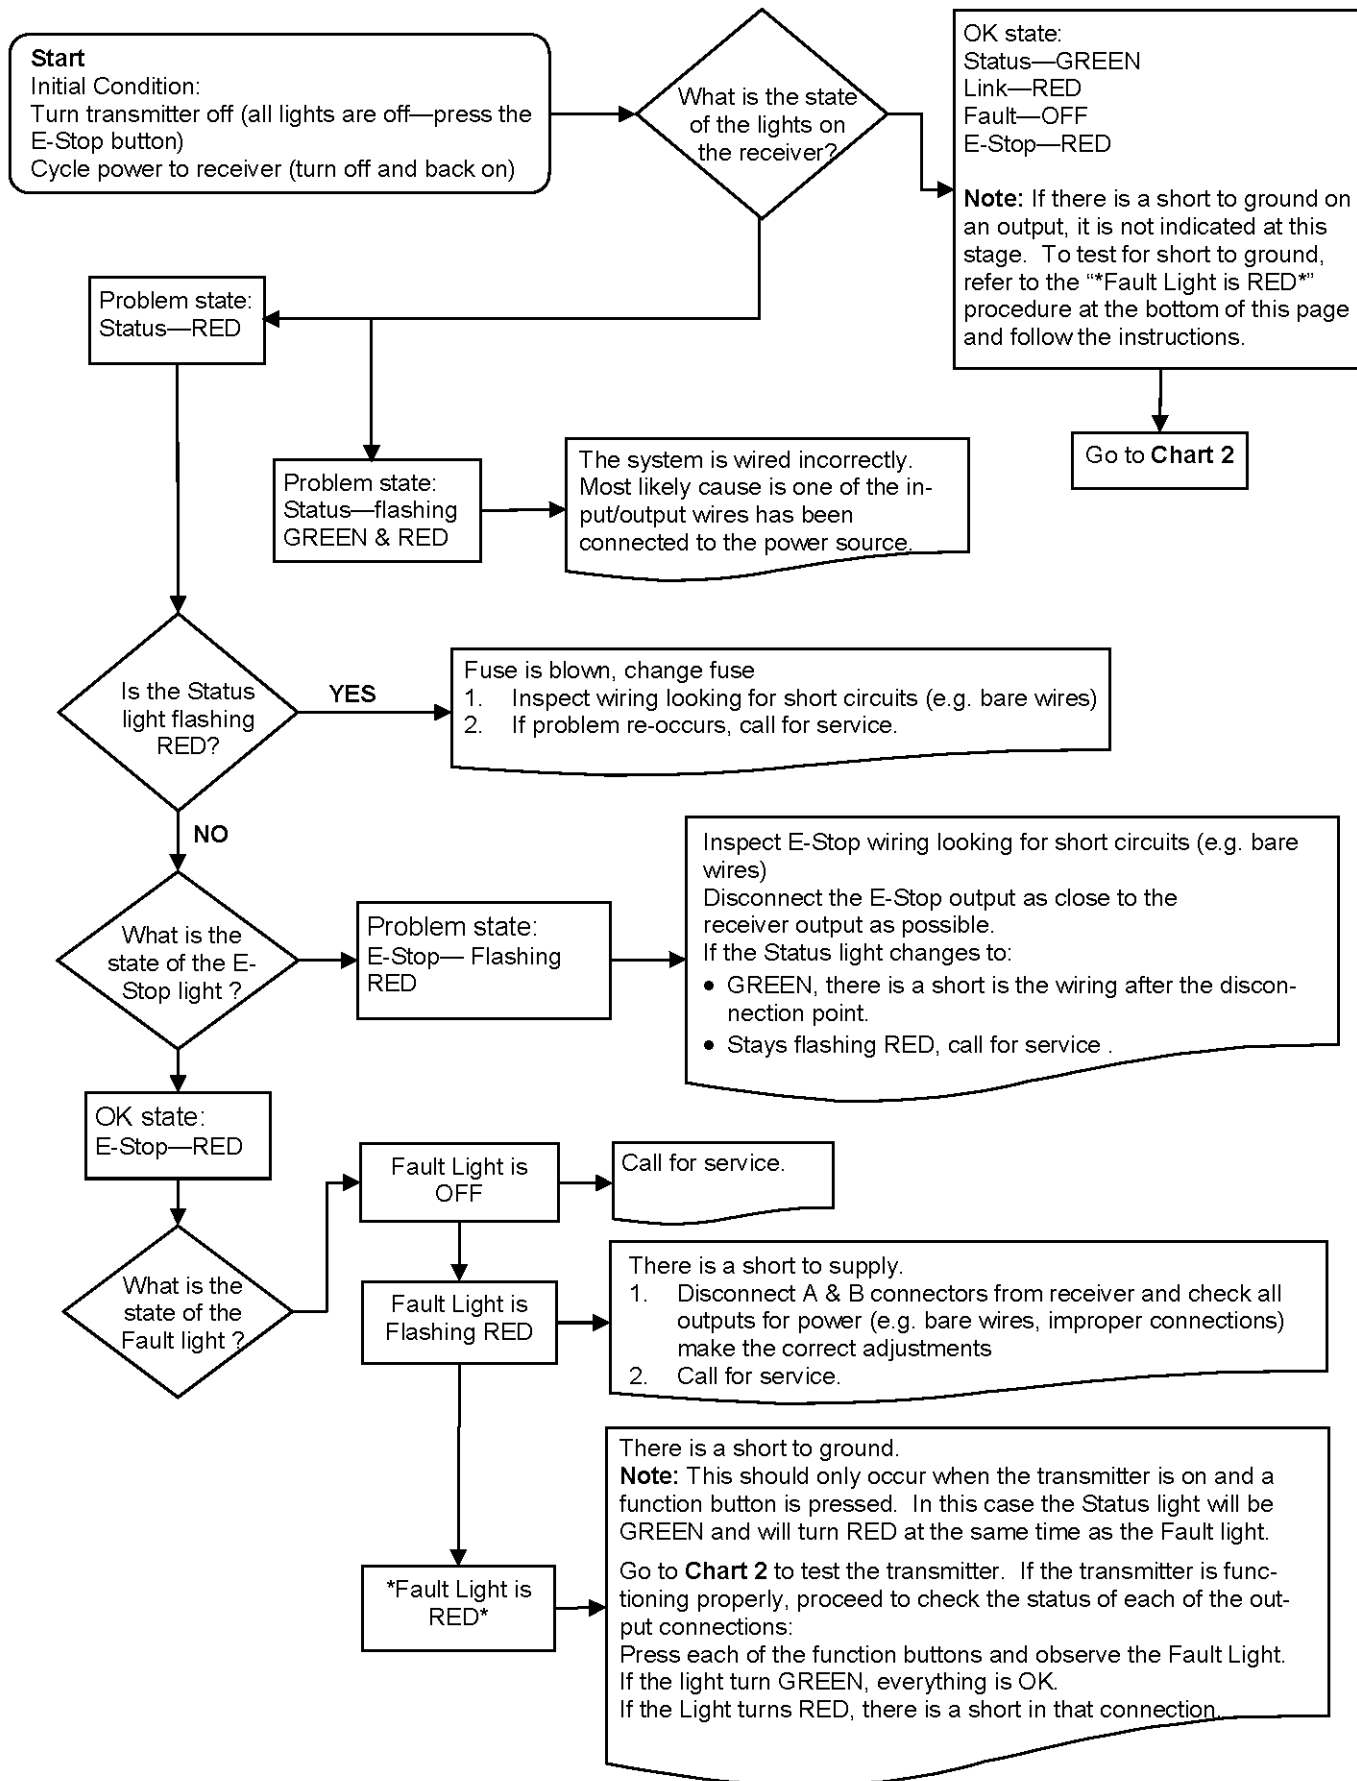 Start
Initial Condition:
Turn transmitter off (all lights are off—press the
E-Stop button)
Cycle power to receiver (turn off and back on)
What is the state
of the lights on
the receiver?
OK state:
Status—GREEN
Link—RED
Fault—OFF
E-Stop—RED
Note: If there is a short to ground on
an output, it is not indicated at this
stage. To test for short to ground,
refer to the “*Fault Light is RED*”
procedure at the bottom of this page
and follow the instructions.
Go to Chart 2
Problem state:
Status—RED
Problem state:
Status—flashing
GREEN & RED
The system is wired incorrectly.
Most likely cause is one of the in-
put/output wires has been
connected to the power source.
Is the Status
light flashing
RED?
YES
Fuse is blown, change fuse
1. Inspect wiring looking for short circuits (e.g. bare wires)
2. If problem re-occurs, call for service.
NO
What is the
state of the E-
Stop light ?
Problem state:
E-Stop— Flashing
RED
Inspect E-Stop wiring looking for short circuits (e.g. bare
wires)
Disconnect the E-Stop output as close to the
receiver output as possible.
If the Status light changes to:
• GREEN, there is a short is the wiring after the discon-
nection point.
• Stays flashing RED, call for service .
OK state:
E-Stop—RED
What is the
state of the
Fault light ?
Fault Light is
OFF
Call for service.
Fault Light is
Flashing RED
There is a short to supply.
1. Disconnect A & B connectors from receiver and check all
outputs for power (e.g. bare wires, improper connections)
make the correct adjustments
2. Call for service.
*Fault Light is
RED*
There is a short to ground.
Note: This should only occur when the transmitter is on and a
function button is pressed. In this case the Status light will be
GREEN and will turn RED at the same time as the Fault light.
Go to Chart 2 to test the transmitter. If the transmitter is func-
tioning properly, proceed to check the status of each of the out-
put connections:
Press each of the function buttons and observe the Fault Light.
If the light turn GREEN, everything is OK.
If the Light turns RED, there is a short in that connection.